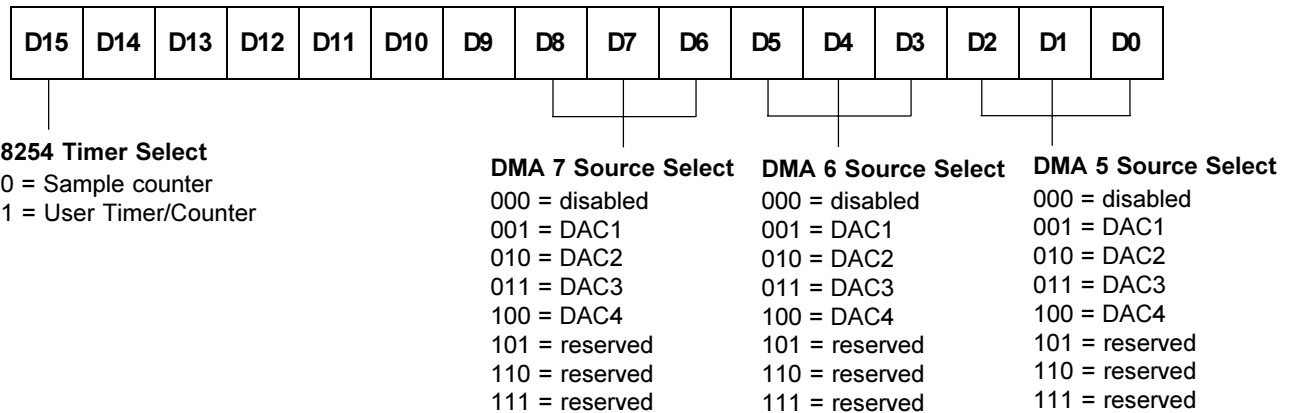 D15 D14 D13 D12 D11 D10 D9 D8 D7 D6 D5 D4 D3 D2 D1 D0
8254 Timer Select
0 = Sample counter
1 = User Timer/Counter
DMA 7 Source Select
000 = disabled
001 = DAC1
010 = DAC2
011 = DAC3
100 = DAC4
101 = reserved
110 = reserved
111 = reserved
DMA 6 Source Select
000 = disabled
001 = DAC1
010 = DAC2
011 = DAC3
100 = DAC4
101 = reserved
110 = reserved
111 = reserved
DMA 5 Source Select
000 = disabled
001 = DAC1
010 = DAC2
011 = DAC3
100 = DAC4
101 = reserved
110 = reserved
111 = reserved